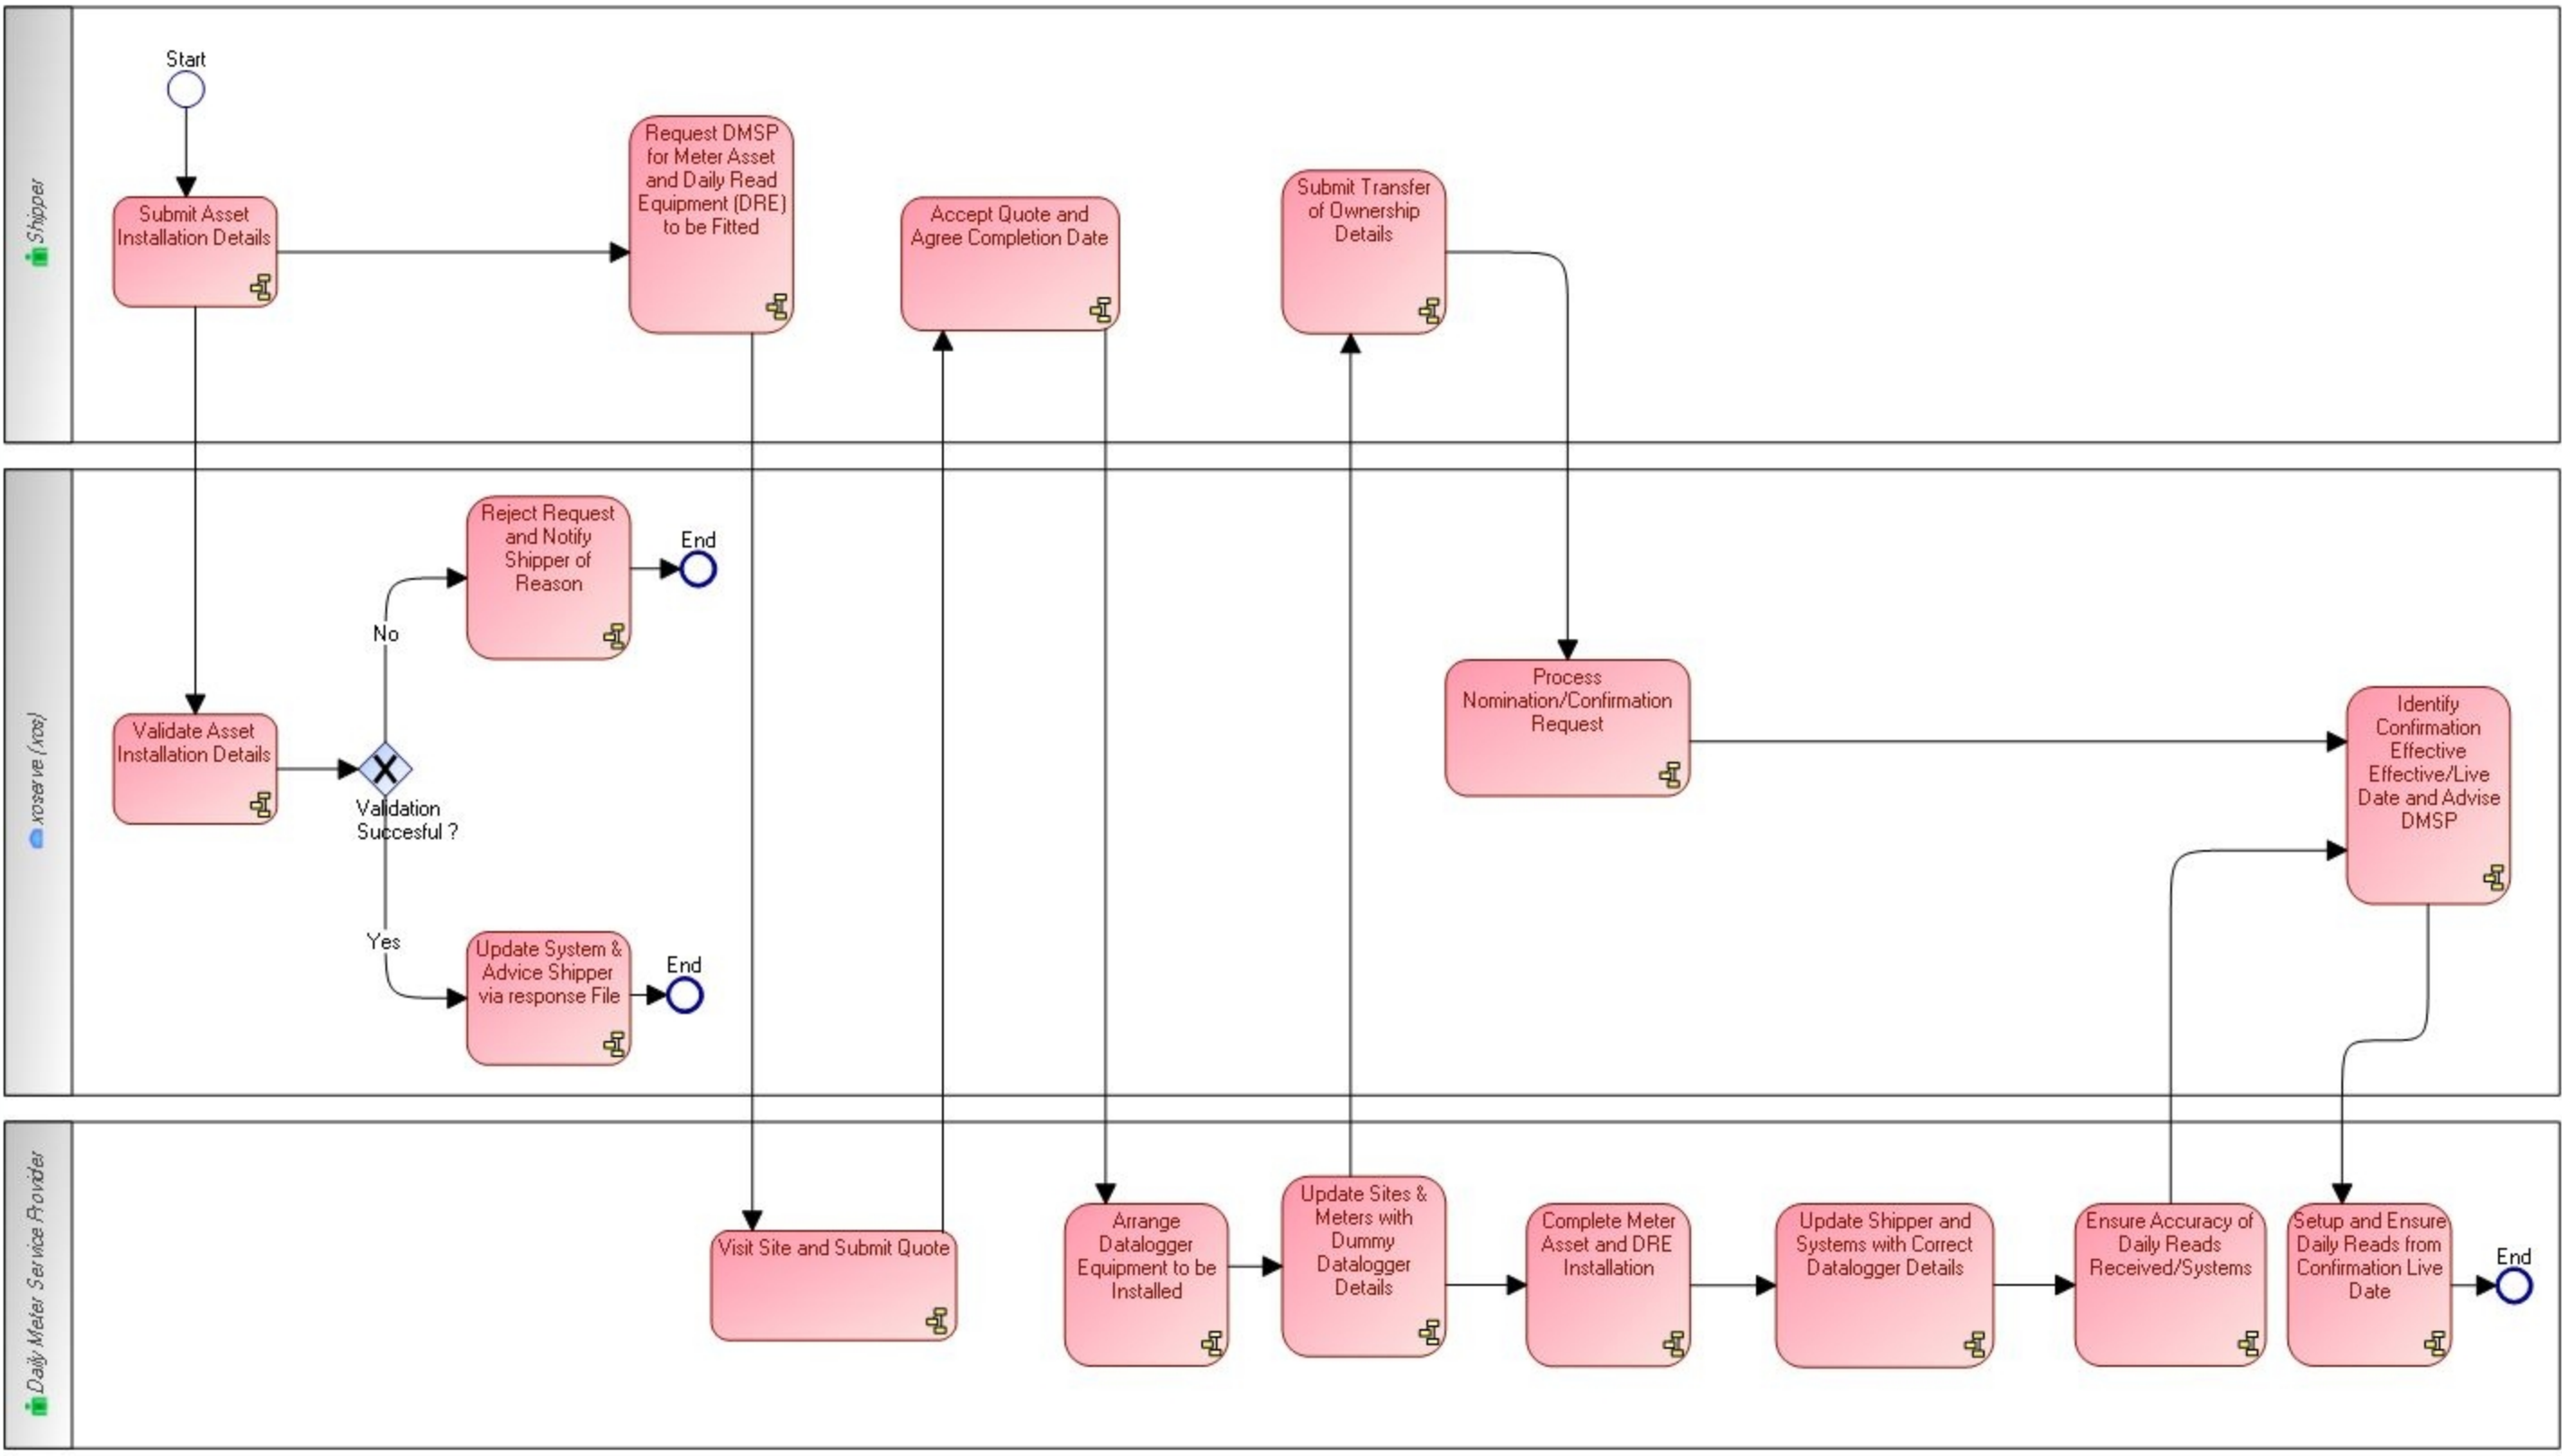 Shipper
Start
Submit Asset
Installation Details
Request DMSP
for Meter Asset
and Daily Read
Equipment (DRE)
to be Fitted
Accept Quote and
Agree Completion Date
Submit Transfer
of Ownership
Details
xoserve (xos)
Validate Asset
Installation Details
Validation
Succesful ?
No
Reject Request
and Notify
Shipper of
Reason
End
Yes
Update System &
Advice Shipper
via response File
End
Process
Nomination/Confirmation
Request
Identify
Confirmation
Effective
Effective/Live
Date and Advise
DMSP
Daily Meter Service Provider
Visit Site and Submit Quote
Arrange
Datalogger
Equipment to be
Installed
Update Sites &
Meters with
Dummy
Datalogger
Details
Complete Meter
Asset and DRE
Installation
Update Shipper and
Systems with Correct
Datalogger Details
Ensure Accuracy of
Daily Reads
Received/Systems
Setup and Ensure
Daily Reads from
Confirmation Live
Date
End